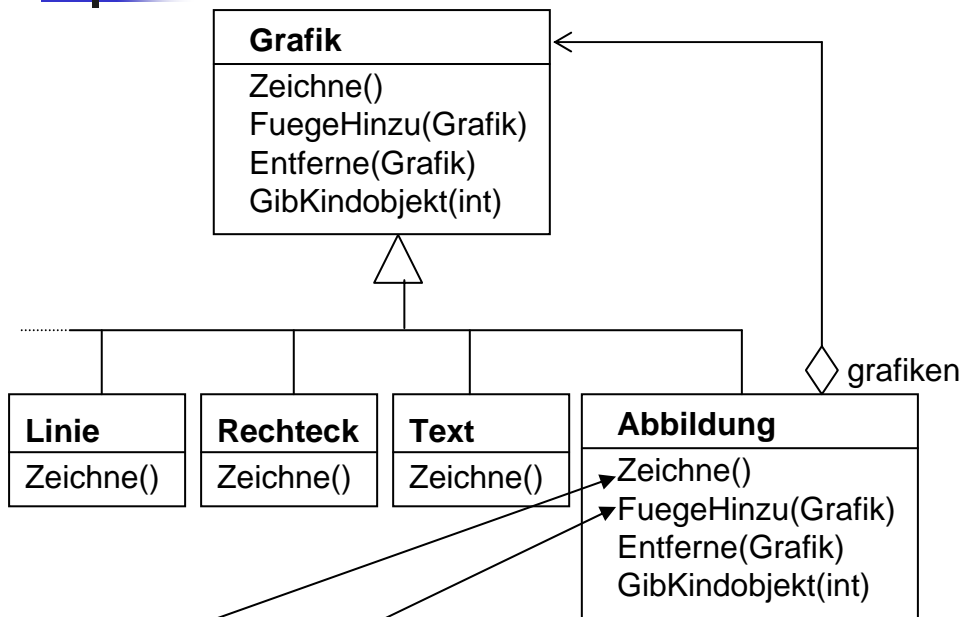 Grafik
Zeichne()
FuegeHinzu(Grafik)
Entferne(Grafik)
GibKindobjekt(int)
grafiken
Linie
Zeichne()
Rechteck
Zeichne()
Text
Zeichne()
Abbildung
Zeichne()
FuegeHinzu(Grafik)
Entferne(Grafik)
GibKindobjekt(int)